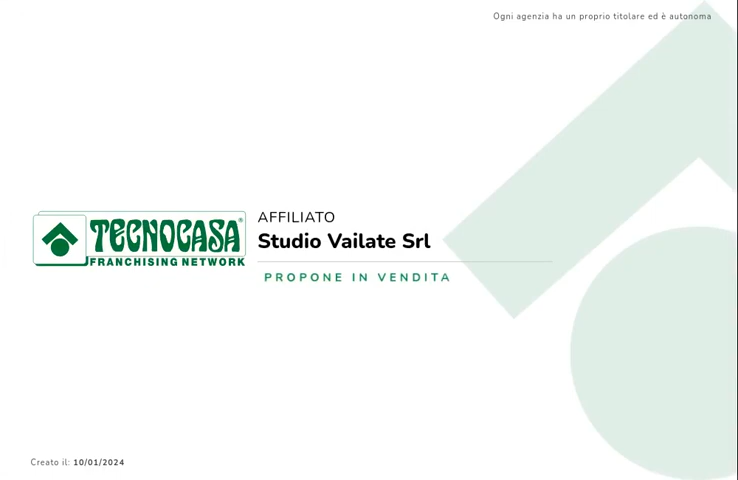 Ogni agenzia ha un proprio titolare ed è autonoma
AFFILIATO
TECNOCASA®
Studio Vailate Srl
FRANCHISING NETWORK
PROPONE IN VENDITA
Creato il: 10/01/2024